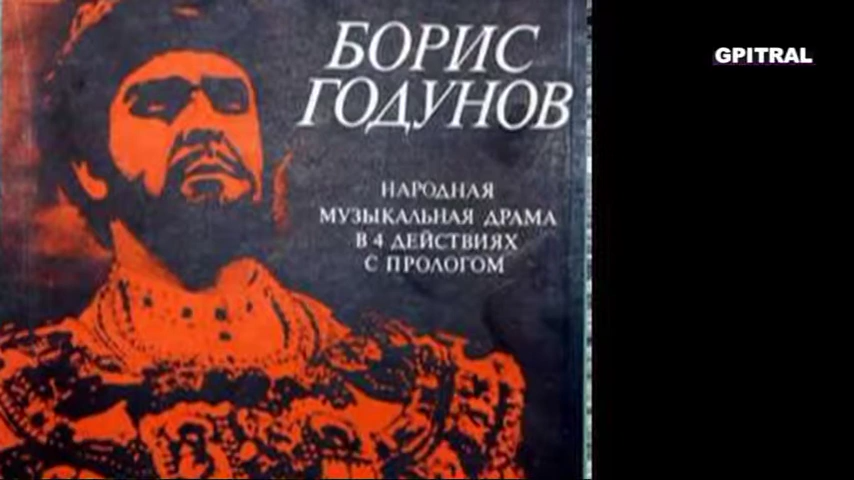 БОРИС
ГОДУНОВ
НАРОДНАЯ
МУЗЫКАЛЬНАЯ ДРАМА
В 4 ДЕЙСТВИЯХ
С ПРОЛОГОМ
GPITRAL